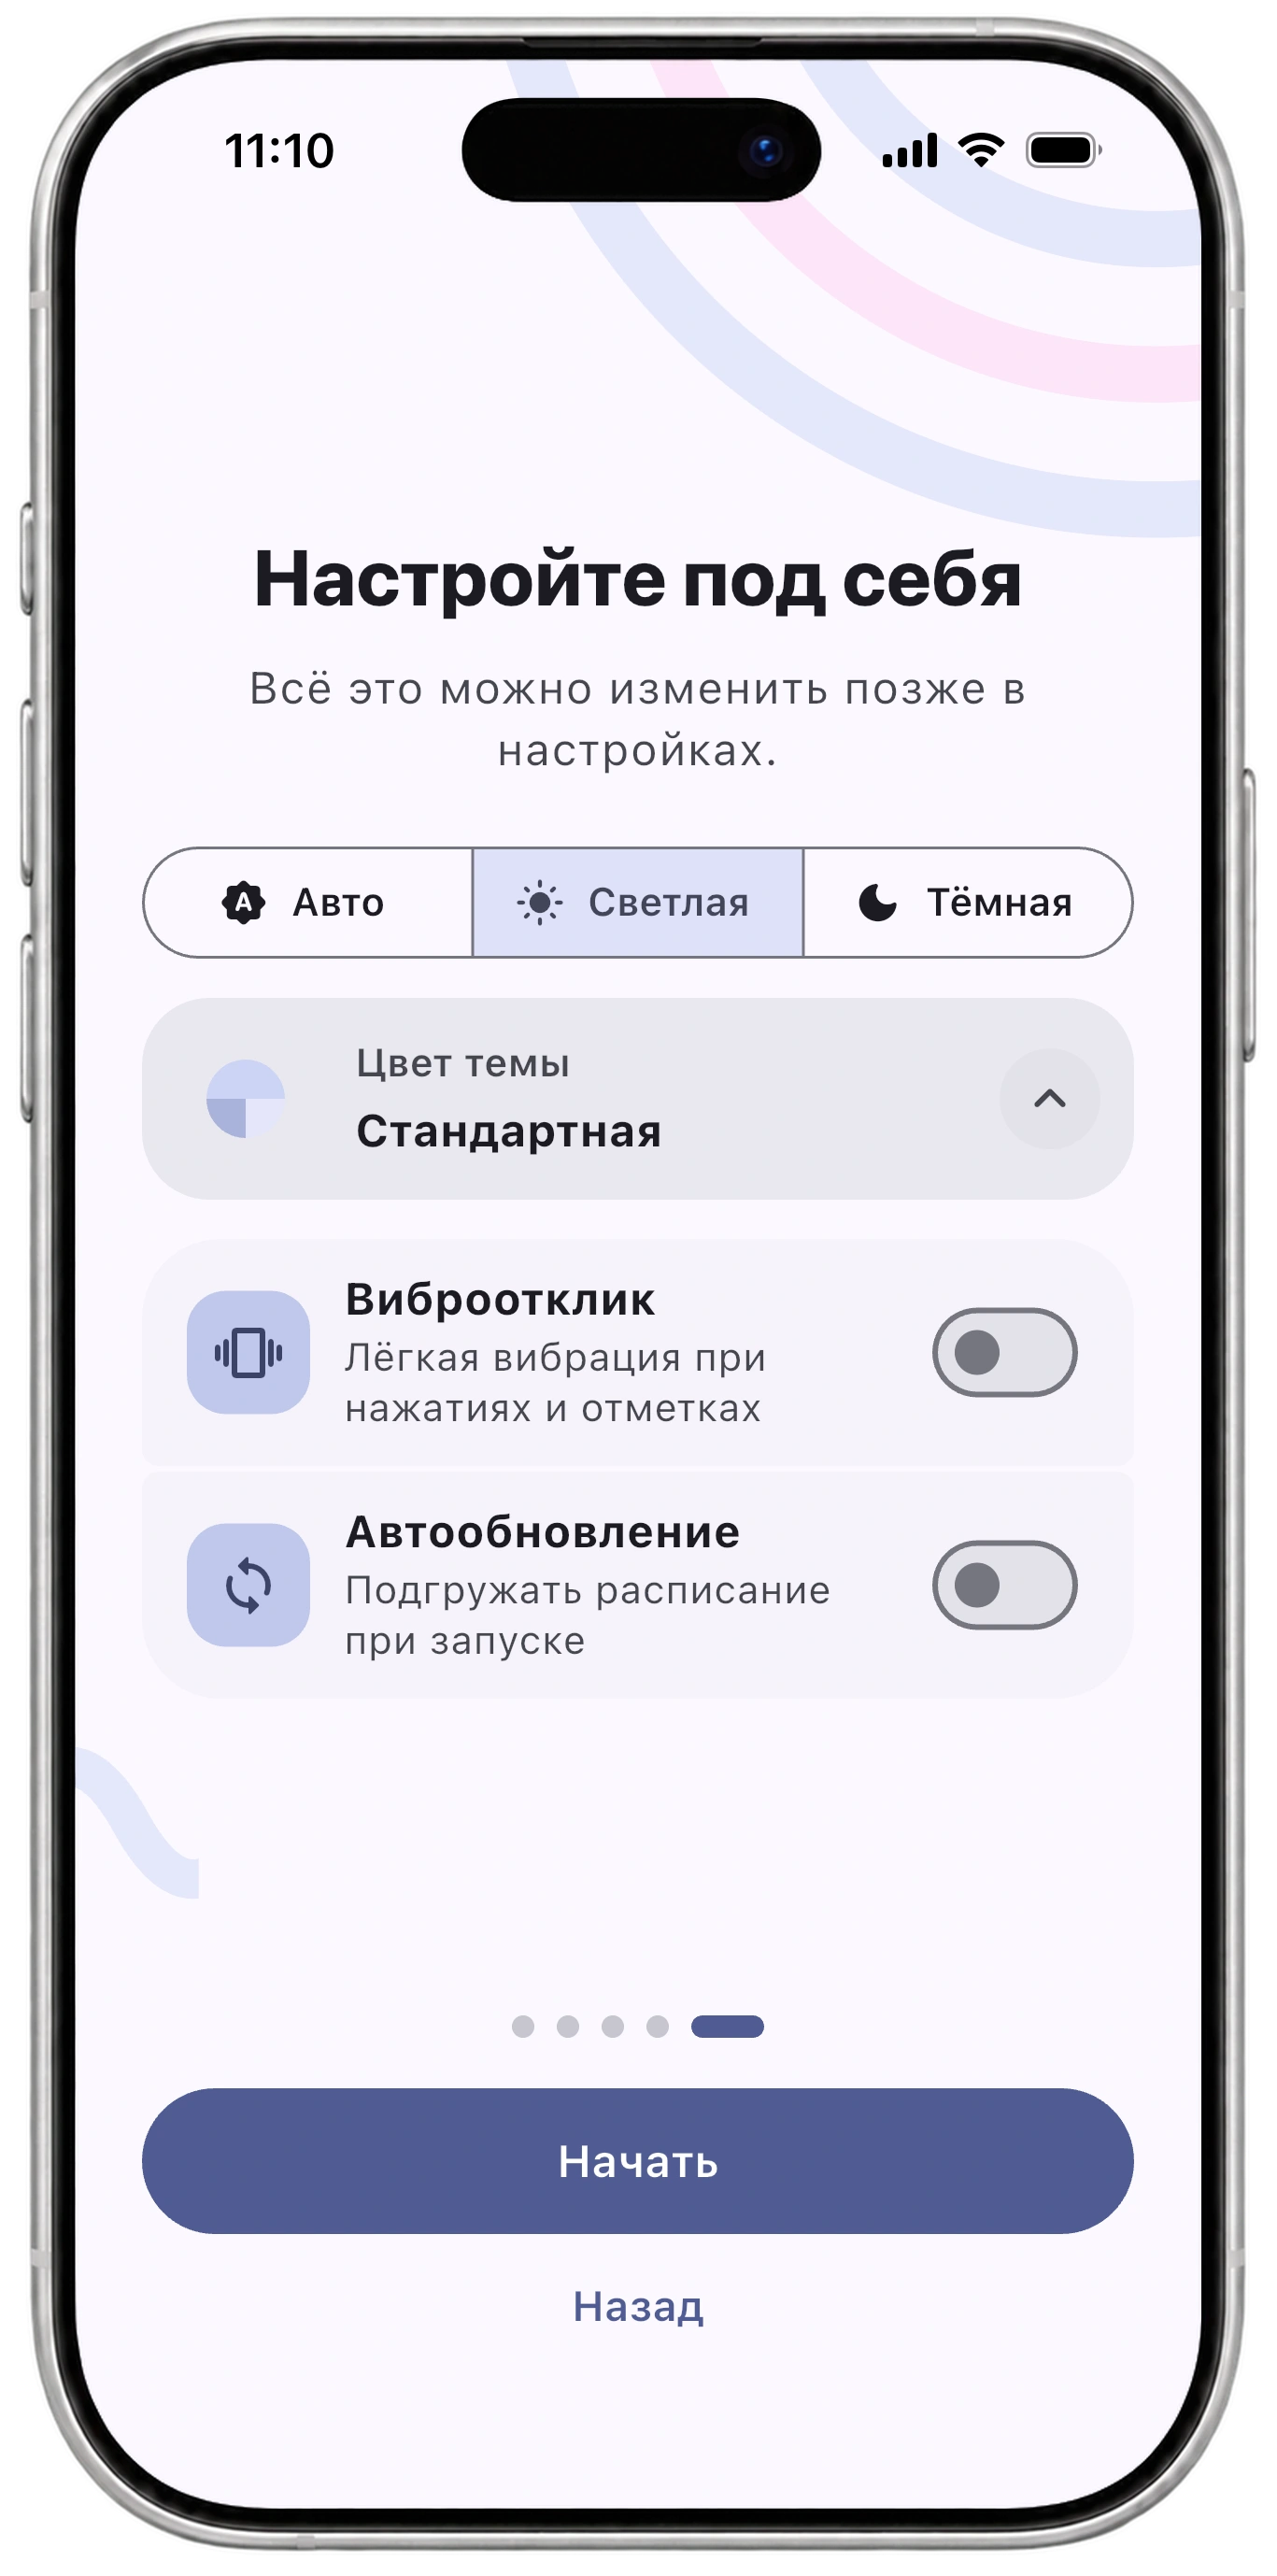 11:10
Настройте под себя
Всё это можно изменить позже в
настройках.
A Авто Светлая Тёмная
Цвет темы
Стандартная
Виброотклик
Лёгкая вибрация при
нажатиях и отметках
Автообновление
Подгружать расписание
при запуске
Начать
Назад